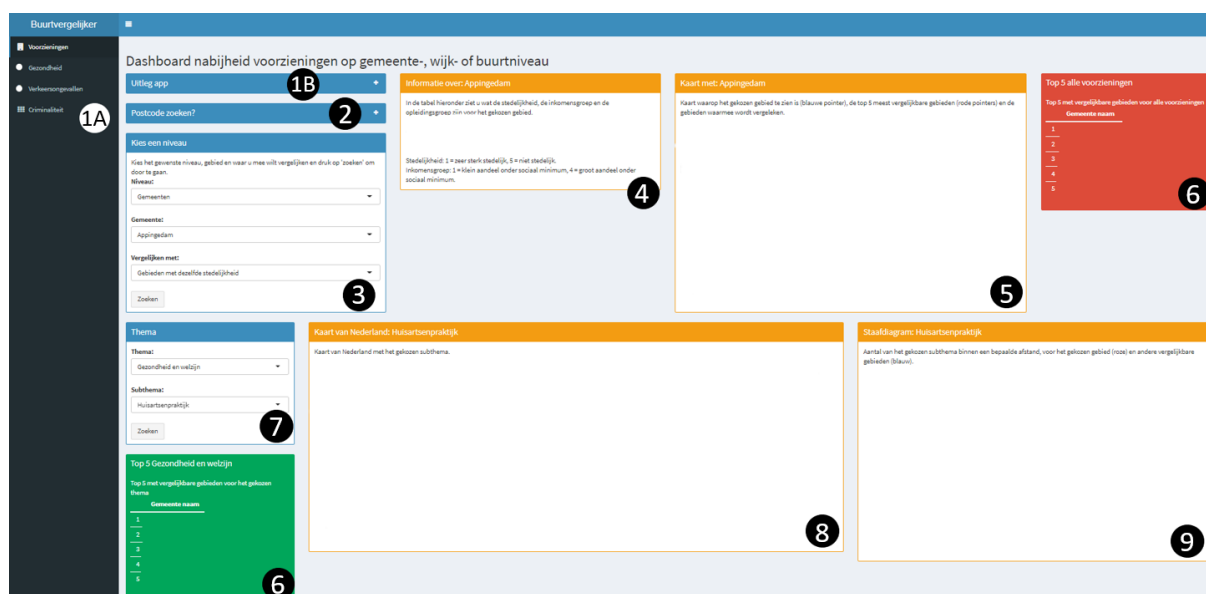 Buurtvergelijker
Voorzieningen
Gezondheid
Verkeersongevallen
Criminaliteit
1A
Dashboard nabijheid voorzieningen op gemeente-, wijk- of buurtniveau
Uitleg app
1B
Postcode zoeken?
2
Kies een niveau
Kies het gewenste niveau, gebied en waar u mee wilt vergelijken en druk op 'zoeken' om
door te gaan.
Niveau:
Gemeenten
Gemeente:
Appingedam
Vergelijken met:
Gebieden met dezelfde stedelijkheid
Zoeken
3
Informatie over: Appingedam
In de tabel hieronder ziet u wat de stedelijkheid, de inkomensgroep en de
opleidingsgroep zijn voor het gekozen gebied.
Stedelijkheid: 1 = zeer sterk stedelijk, 5 = niet stedelijk.
Inkomensgroep: 1 = klein aandeel onder sociaal minimum, 4 = groot aandeel onder
sociaal minimum.
4
Kaart met: Appingedam
Kaart waarop het gekozen gebied te zien is (blauwe pointer), de top 5 meest vergelijkbare gebieden (rode pointers) en de
gebieden waarmee wordt vergeleken.
5
Top 5 alle voorzieningen
Top 5 met vergelijkbare gebieden voor alle voorzieningen
Gemeente naam
1
2
3
4
5
6
Thema
Thema:
Gezondheid en welzijn
Subthema:
Huisartsenpraktijk
Zoeken
7
Kaart van Nederland: Huisartsenpraktijk
Kaart van Nederland met het gekozen subthema.
8
Staafdiagram: Huisartsenpraktijk
Aantal van het gekozen subthema binnen een bepaalde afstand, voor het gekozen gebied (roze) en andere vergelijkbare
gebieden (blauw).
9
Top 5 Gezondheid en welzijn
Top 5 met vergelijkbare gebieden voor het gekozen
thema
Gemeente naam
1
2
3
4
5
6